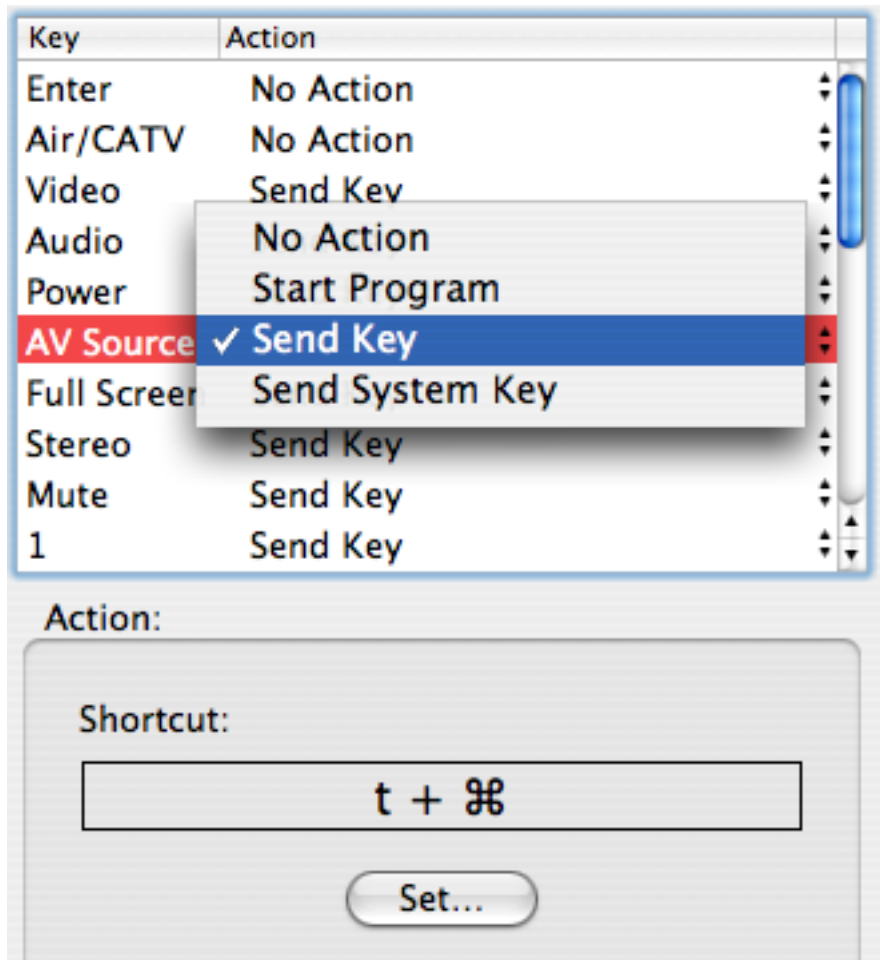 Key Action
Enter No Action
Air/CATV No Action
Video Send Key
Audio No Action
Power Start Program
AV Source ✓ Send Key
Full Screen Send System Key
Stereo Send Key
Mute Send Key
1 Send Key
Action:
Shortcut:
t + ⌘
Set...